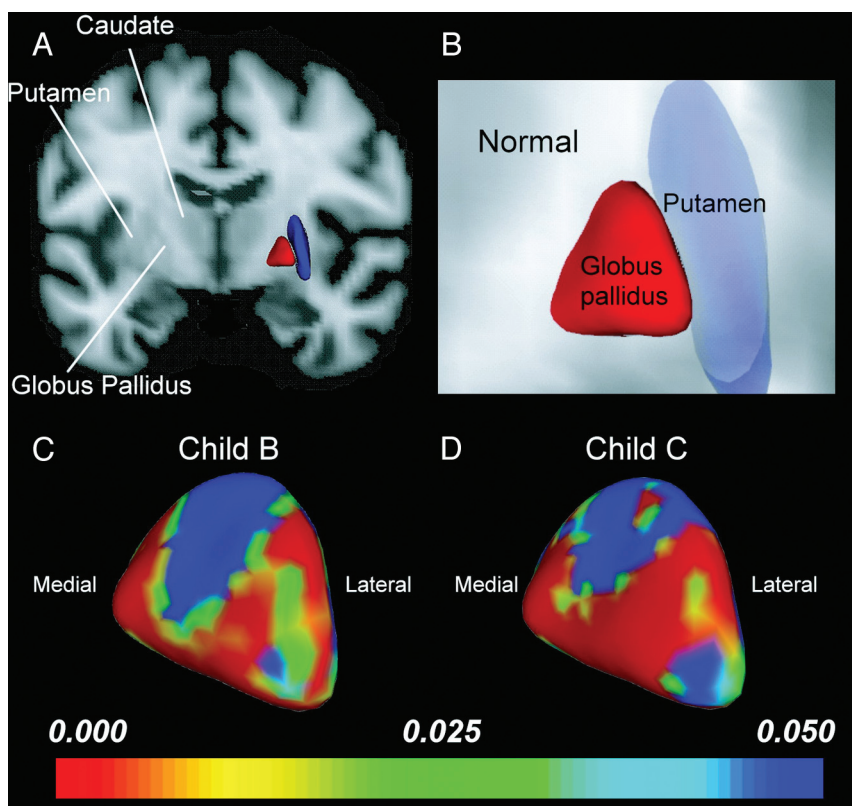 A
Caudate
Putamen
Globus Pallidus
B
Normal
Putamen
Globus
pallidus
C
Child B
Medial
Lateral
D
Child C
Medial
Lateral
0.000
0.025
0.050